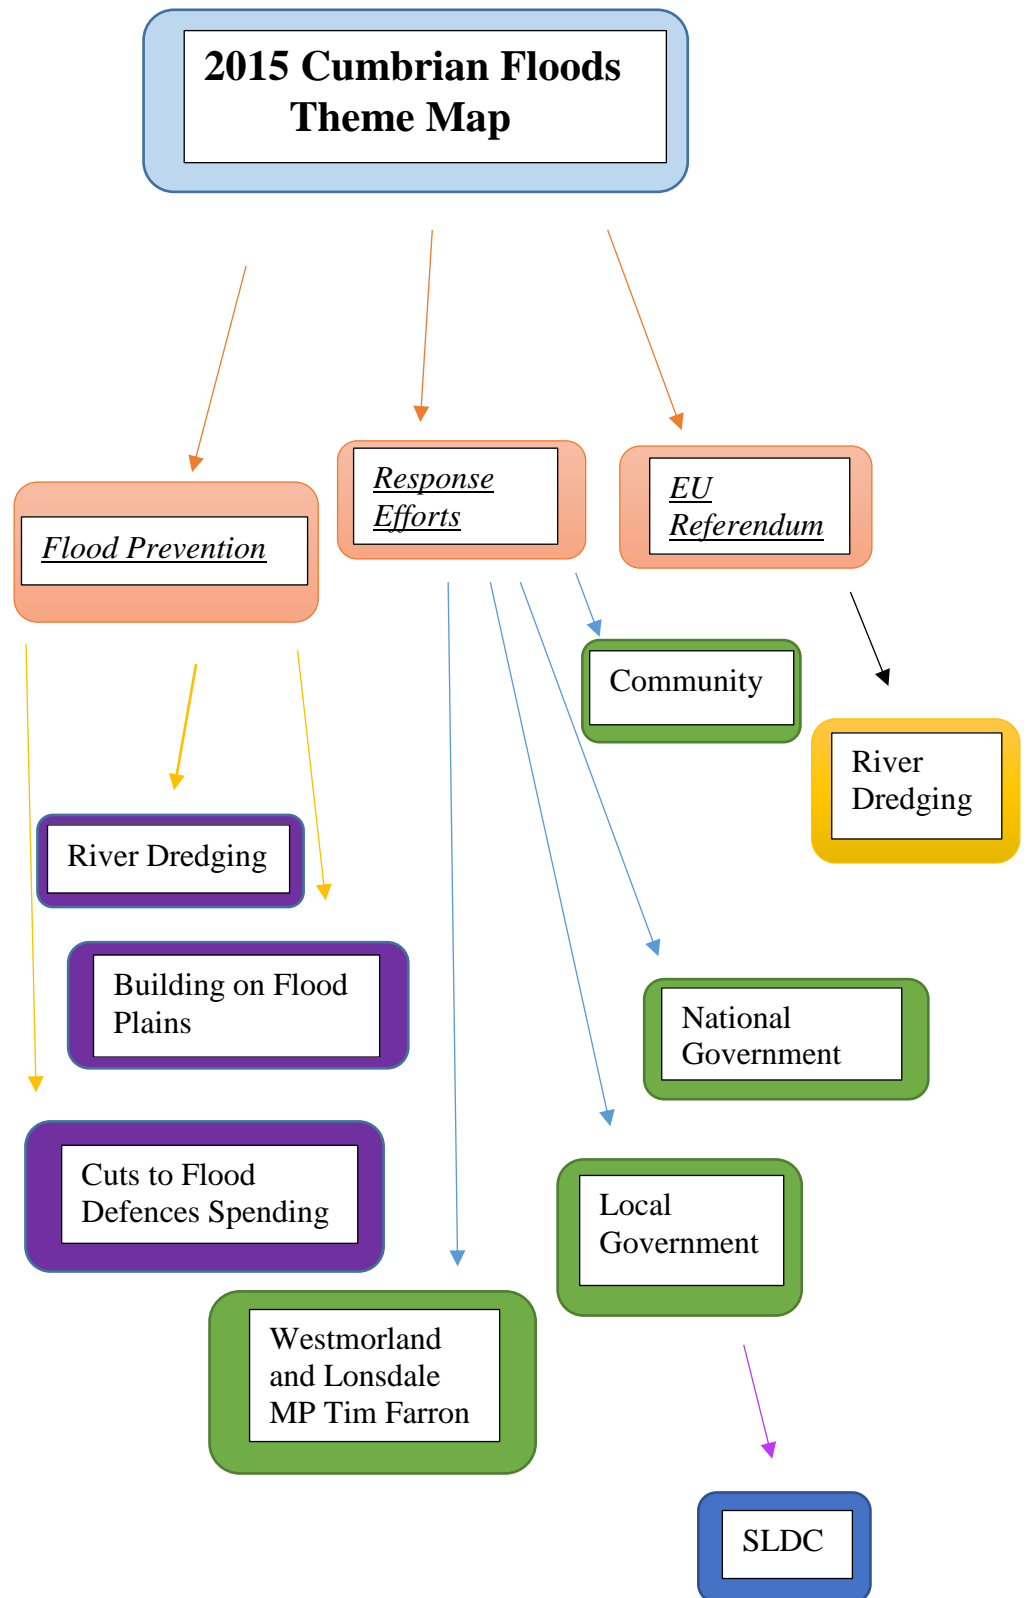 2015 Cumbrian Floods
Theme Map
Response
Efforts
EU
Referendum
Flood Prevention
Community
River
Dredging
River Dredging
Building on Flood
Plains
National
Government
Cuts to Flood
Defences Spending
Local
Government
Westmorland
and Lonsdale
MP Tim Farron
SLDC